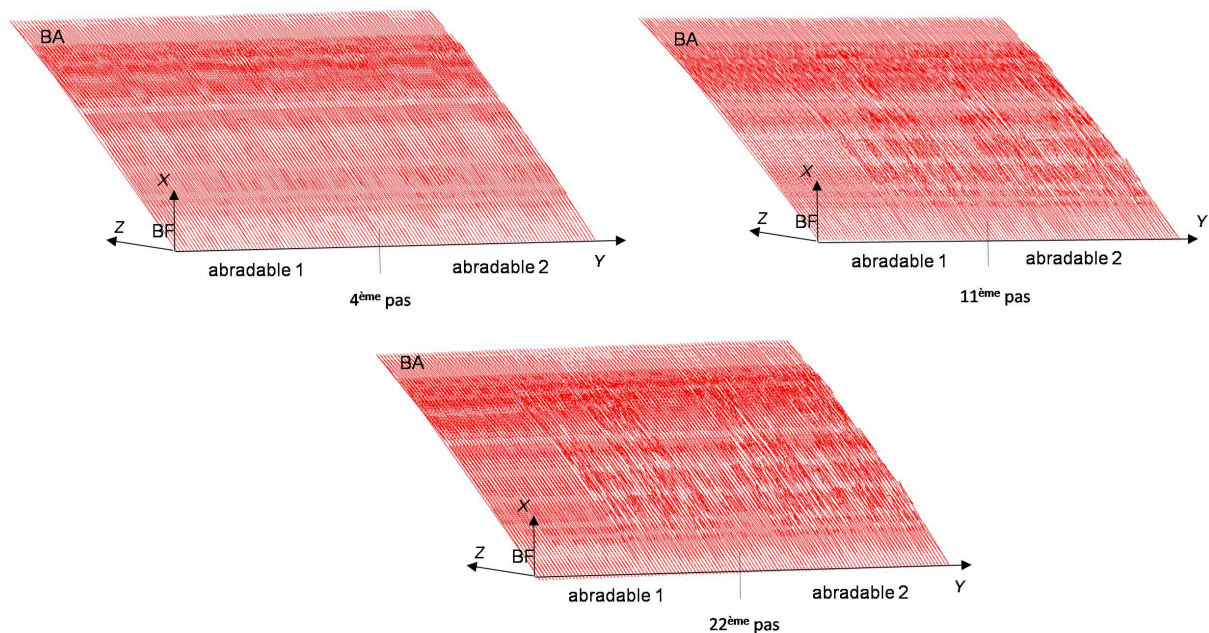 BA
X
Z
BF
Y
abradable 1
abradable 2
4ème pas
BA
X
Z
BF
Y
abradable 1
abradable 2
11ème pas
BA
X
Z
BF
Y
abradable 1
abradable 2
22ème pas